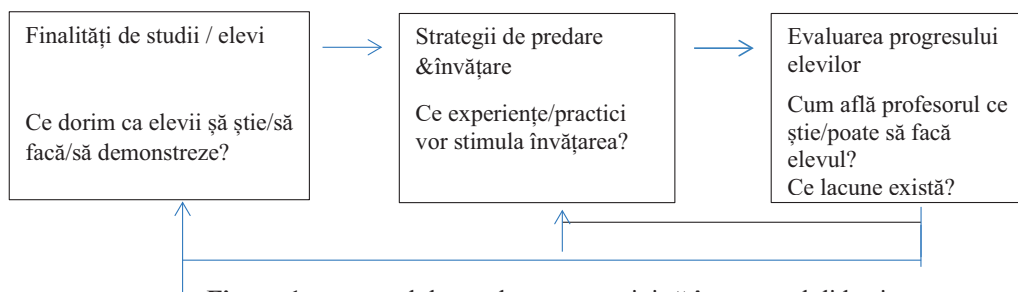 Finalități de studii / elevi
Ce dorim ca elevii șă știe/să
facă/să demonstreze?
Strategii de predare
&învățare
Ce experiențe/practici
vor stimula învățarea?
Evaluarea progresului
elevilor
Cum află profesorul ce
știe/poate să facă
elevul?
Ce lacune există?